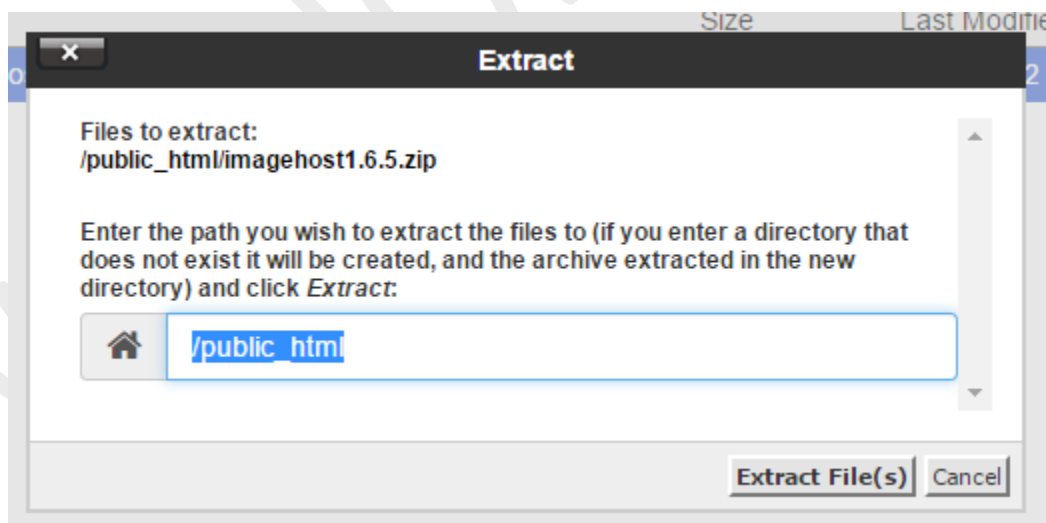 Size Last Modifie
Extract
o 2
Files to extract:
/public_html/imagehost1.6.5.zip
Enter the path you wish to extract the files to (if you enter a directory that
does not exist it will be created, and the archive extracted in the new
directory) and click Extract:
/public_html
Extract File(s) Cancel